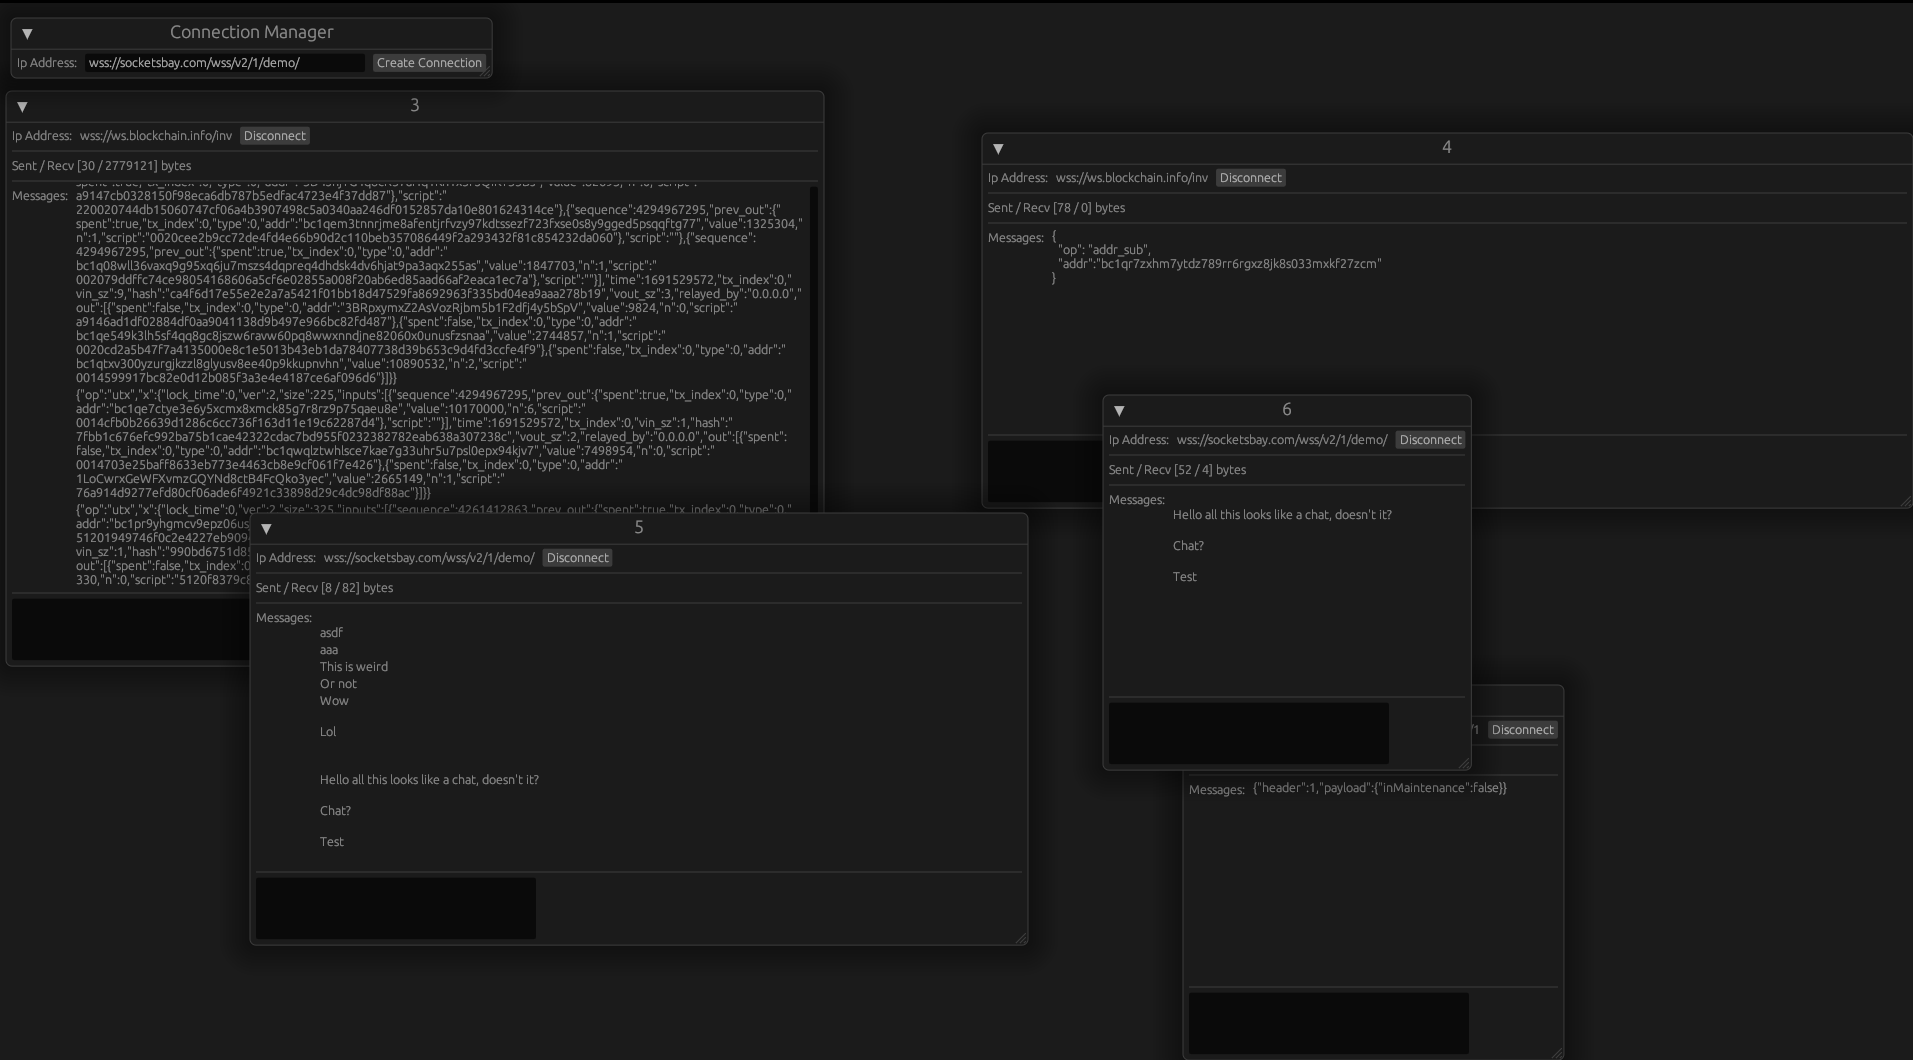 Connection Manager
Ip Address: wss://socketsbay.com/wss/v2/1/demo/ Create Connection
3
Ip Address: wss://ws.blockchain.info/inv Disconnect
Sent / Recv [30 / 2779121] bytes
Messages:
a9147cb0328150f98eca6db787b5edfac4723e4f37dd87"},"script":"
220020744db15060747cf06a4b3907498c5a0340aa246df0152857da10e801624314ce"},{"sequence":4294967295,"prev_out":{"
spent":true,"tx_index":0,"type":0,"addr":"bc1qem3tnnrjme8afentjrfvzy97kdtssezf723fxse0s8y9gged5psqqftg77","value":1325304,"
n":1,"script":"0020cee2b9cc72de4fd4e66b90d2c110beb357086449f2a293432f81c854232da060"},"script":""},{"sequence":
4294967295,"prev_out":{"spent":true,"tx_index":0,"type":0,"addr":"
bc1q08wll36vaxq9g95xq6ju7mszs4dqpreq4dhdsk4dv6hjat9pa3aqx255as","value":1847703,"n":1,"script":"
002079ddffc74ce98054168606a5cf6e02855a008f20ab6ed85aad66af2eaca1ec7a"},"script":""}],"time":1691529572,"tx_index":0,"
vin_sz":9,"hash":"ca4f6d17e55e2e2a7a5421f01bb18d47529fa8692963f335bd04ea9aaa278b19","vout_sz":3,"relayed_by":"0.0.0.0","
out":[{"spent":false,"tx_index":0,"type":0,"addr":"3BRpxymxZ2AsVozRjbm5b1F2dfj4y5bSpV","value":9824,"n":0,"script":"
a9146ad1df02884df0aa9041138d9b497e966bc82fd487"},{"spent":false,"tx_index":0,"type":0,"addr":"
bc1qe549k3lh5sf4qq8gc8jszw6ravw60pq8wwxnndjne82060x0unusfzsnaa","value":2744857,"n":1,"script":"
0020cd2a5b47f7a4135000e8c1e5013b43eb1da78407738d39b653c9d4fd3ccfe4f9"},{"spent":false,"tx_index":0,"type":0,"addr":"
bc1qtxv300yzurgjkzzl8glyusv8ee40p9kkupnvhn","value":10890532,"n":2,"script":"
0014599917bc82e0d12b085f3a3e4e4187ce6af096d6"}]}}
{"op":"utx","x":{"lock_time":0,"ver":2,"size":225,"inputs":[{"sequence":4294967295,"prev_out":{"spent":true,"tx_index":0,"type":0,"
addr":"bc1qe7ctye3e6y5xcmx8xmck85g7r8rz9p75qaeu8e","value":10170000,"n":6,"script":"
0014cfb0b26639d1286c6cc736f163d11e19c62287d4"},"script":""}],"time":1691529572,"tx_index":0,"vin_sz":1,"hash":"
7fbb1c676efc992ba75b1cae42322cdac7bd955f0232382782eab638a307238c","vout_sz":2,"relayed_by":"0.0.0.0","out":[{"spent":
false,"tx_index":0,"type":0,"addr":"bc1qwqlztwhlsce7kae7g33uhr5u7psl0epx94kjv7","value":7498954,"n":0,"script":"
0014703e25baff8633eb773e4463cb8e9cf061f7e426"},{"spent":false,"tx_index":0,"type":0,"addr":"
1LoCwrxGeWFXvmzGQYNd8ctB4FcQko3yec","value":2665149,"n":1,"script":"
76a914d9277efd80cf06ade6f4921c33898d29c4dc98df88ac"}]}}
{"op":"utx","x":{"lock_time":0,"ver":2,"size":325,"inputs":[{"sequence":4261412863,"prev_out":{"spent":true,"tx_index":0,"type":0,"
addr":"bc1pr9yhgmcv9epz06us
51201949746f0c2e4227eb909
vin_sz":1,"hash":"990bd6751d85
out":[{"spent":false,"tx_index":0
330,"n":0,"script":"5120f8379c8
4
Ip Address: wss://ws.blockchain.info/inv Disconnect
Sent / Recv [78 / 0] bytes
Messages: {
"op": "addr_sub",
"addr":"bc1qr7zxhm7ytdz789rr6rgxz8jk8s033mxkf27zcm"
}
6
Ip Address: wss://socketsbay.com/wss/v2/1/demo/ Disconnect
Sent / Recv [52 / 4] bytes
Messages:
Hello all this looks like a chat, doesn't it?
Chat?
Test
5
Ip Address: wss://socketsbay.com/wss/v2/1/demo/ Disconnect
Sent / Recv [8 / 82] bytes
Messages:
asdf
aaa
This is weird
Or not
Wow
Lol
Hello all this looks like a chat, doesn't it?
Chat?
Test
/1 Disconnect
Messages: {"header":1,"payload":{"inMaintenance":false}}